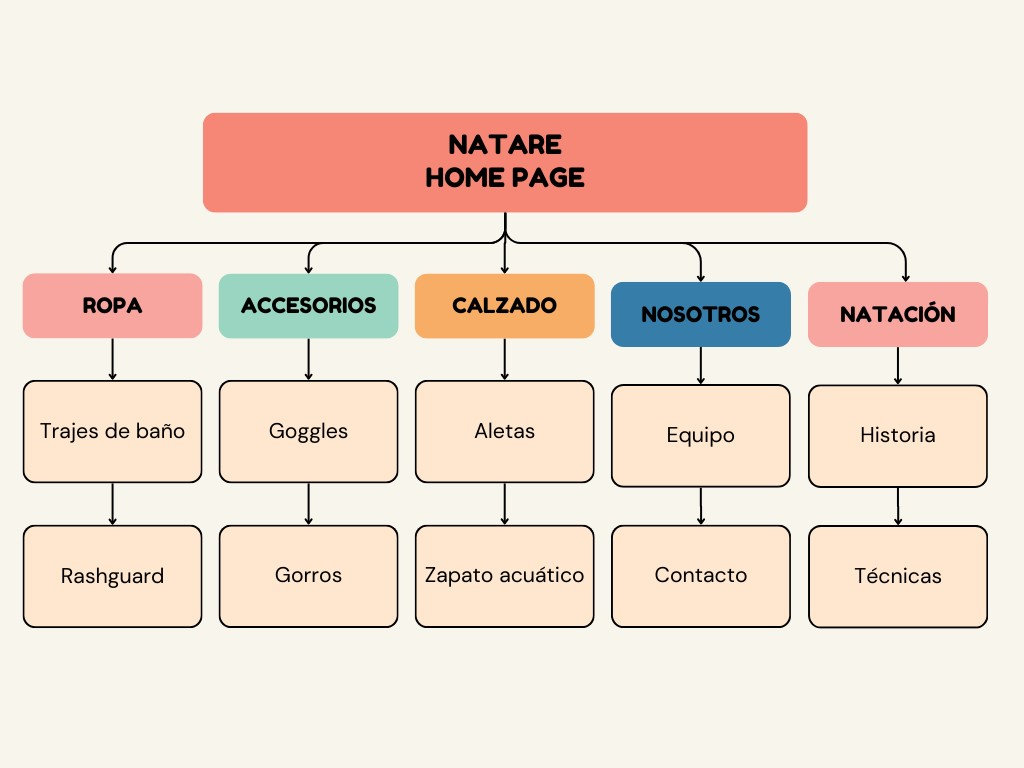 NATARE
HOME PAGE
ROPA
ACCESORIOS
CALZADO
NOSOTROS
NATACIÓN
Trajes de baño
Goggles
Aletas
Equipo
Historia
Rashguard
Gorros
Zapato acuático
Contacto
Técnicas